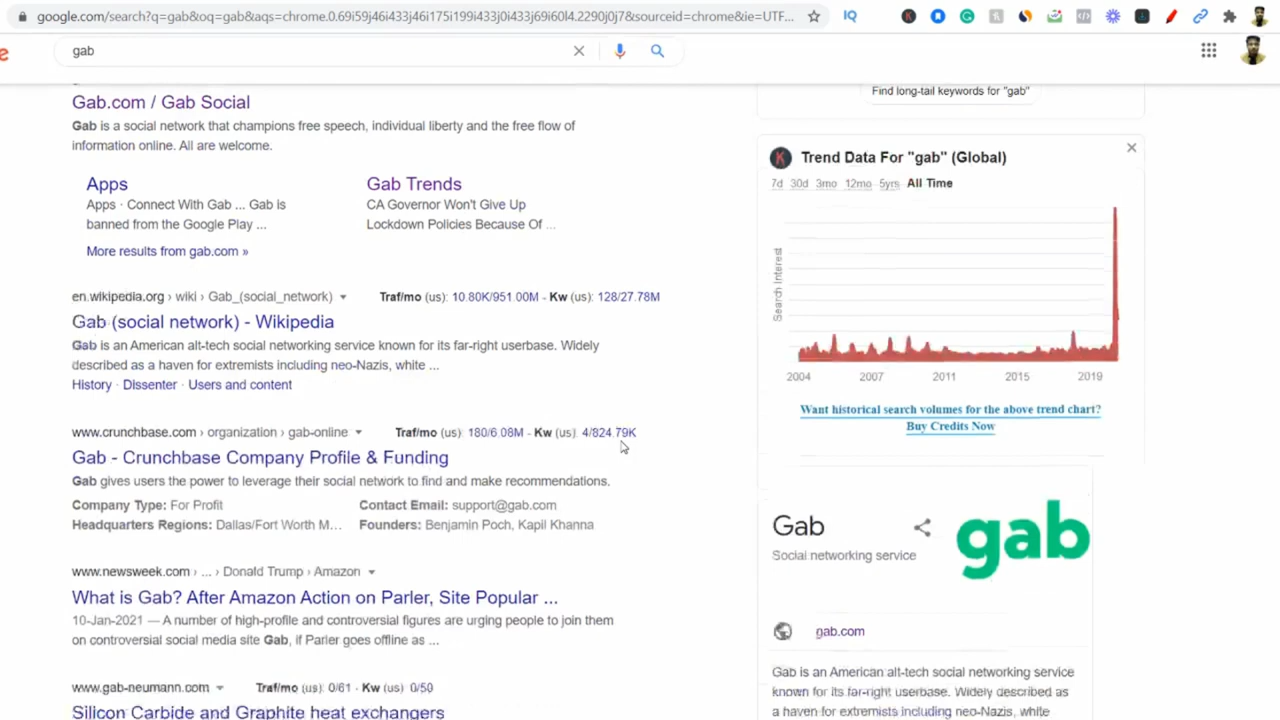 google.com/search?q=gab&oq=gab&aqs=chrome.0.69i59j46i433j46i175i199i433j0i433j69i60l4.2290j0j7&sourceid=chrome&ie=UTF...
gab
Gab.com / Gab Social
Gab is a social network that champions free speech, individual liberty and the free flow of
information online. All are welcome.
Apps
Apps · Connect With Gab ... Gab is
banned from the Google Play ...
Gab Trends
CA Governor Won't Give Up
Lockdown Policies Because Of ...
More results from gab.com »
en.wikipedia.org › wiki › Gab_(social_network) Traf/mo (us): 10.80K/951.00M - Kw (us): 128/27.78M
Gab (social network) - Wikipedia
Gab is an American alt-tech social networking service known for its far-right userbase. Widely
described as a haven for extremists including neo-Nazis, white ...
History · Dissenter · Users and content
www.crunchbase.com › organization › gab-online Traf/mo (us): 180/6.08M - Kw (us): 4/824.79K
Gab - Crunchbase Company Profile & Funding
Gab gives users the power to leverage their social network to find and make recommendations.
Company Type: For Profit Contact Email: support@gab.com
Headquarters Regions: Dallas/Fort Worth M... Founders: Benjamin Poch, Kapil Khanna
www.newsweek.com › ... › Donald Trump › Amazon
What is Gab? After Amazon Action on Parler, Site Popular ...
10-Jan-2021 — A number of high-profile and controversial figures are urging people to join them
on controversial social media site Gab, if Parler goes offline as ...
www.gab-neumann.com Traf/mo (us): 0/61 - Kw (us) 0/50
Silicon Carbide and Graphite heat exchangers
Find long-tail keywords for "gab"
K
Trend Data For "gab" (Global)
7d 30d 3mo 12mo 5yrs All Time
Search Interest
2004 2007 2011 2015 2019
Want historical search volumes for the above trend chart?
Buy Credits Now
Gab
Social networking service
gab
gab.com
Gab is an American alt-tech social networking service
known for its far-right userbase. Widely described as
a haven for extremists including neo-Nazis, white